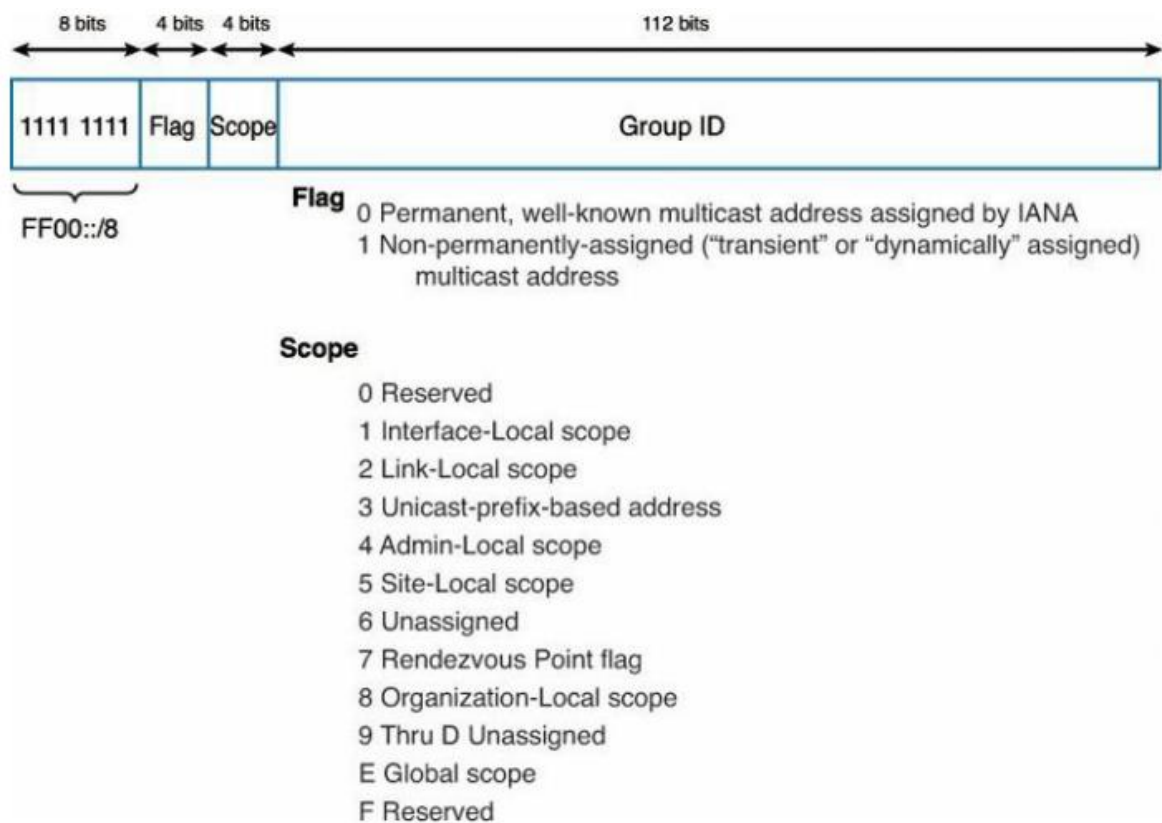 8 bits 4 bits 4 bits 112 bits
1111 1111 Flag Scope Group ID
FF00::/8
Flag
0 Permanent, well-known multicast address assigned by IANA
1 Non-permanently-assigned (“transient” or “dynamically” assigned)
multicast address
Scope
0 Reserved
1 Interface-Local scope
2 Link-Local scope
3 Unicast-prefix-based address
4 Admin-Local scope
5 Site-Local scope
6 Unassigned
7 Rendezvous Point flag
8 Organization-Local scope
9 Thru D Unassigned
E Global scope
F Reserved